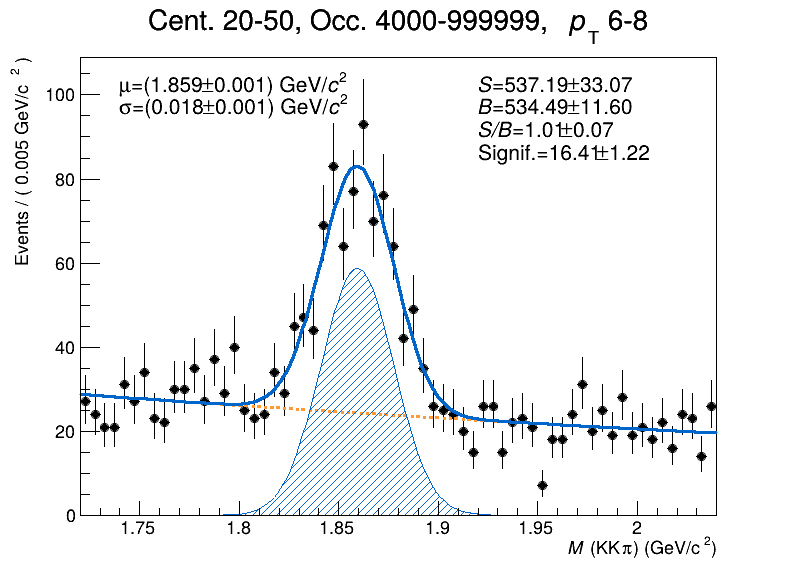 Cent. 20-50, Occ. 4000-999999, p_T 6-8
μ=(1.859±0.001) GeV/c²
σ=(0.018±0.001) GeV/c²
S=537.19±33.07
B=534.49±11.60
S/B=1.01±0.07
Signif.=16.41±1.22
Events / ( 0.005 GeV/c ² )
100
80
60
40
20
0
1.75 1.8 1.85 1.9 1.95 2
M (KKπ) (GeV/c²)